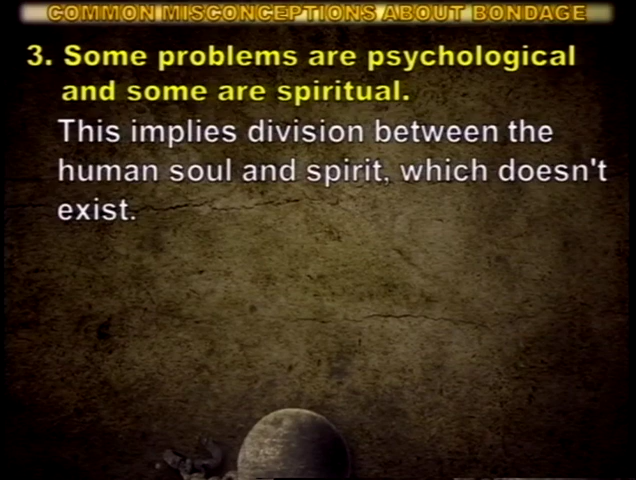 COMMON MISCONCEPTIONS ABOUT BONDAGE
3. Some problems are psychological
and some are spiritual.
This implies division between the
human soul and spirit, which doesn't
exist.